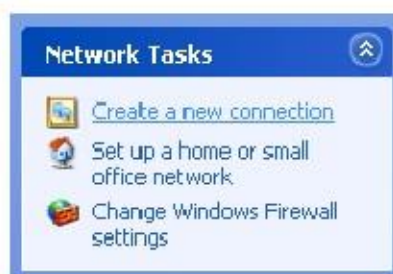 Network Tasks
Create a new connection
Set up a home or small
office network
Change Windows Firewall
settings